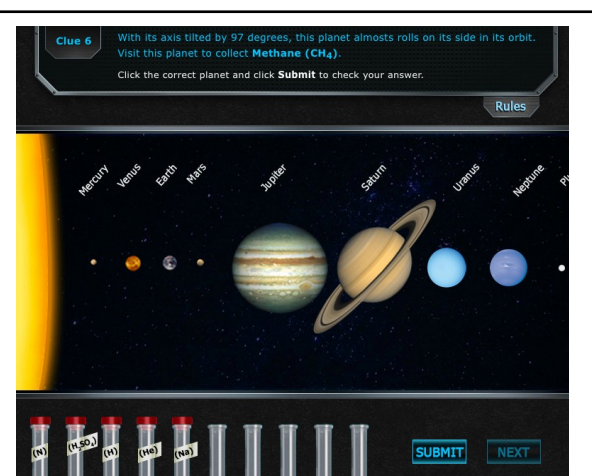 Clue 6
With its axis tilted by 97 degrees, this planet almosts rolls on its side in its orbit.
Visit this planet to collect Methane (CH₄).
Click the correct planet and click Submit to check your answer.
Rules
Mercury
Venus
Earth
Mars
Jupiter
Saturn
Uranus
Neptune
(N)
(H₂SO₄)
(H)
(He)
(Na)
SUBMIT
NEXT